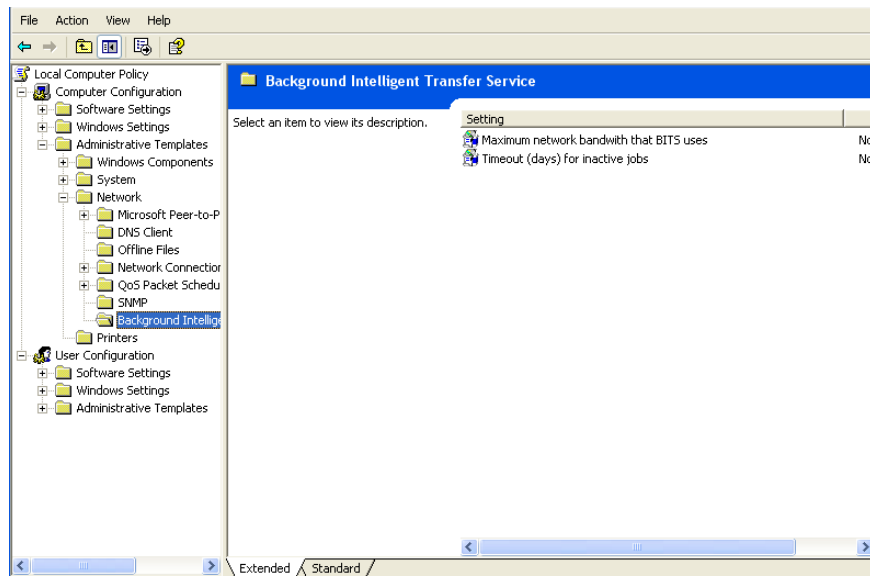 File Action View Help
Local Computer Policy
Computer Configuration
Software Settings
Windows Settings
Administrative Templates
Windows Components
System
Network
Microsoft Peer-to-P
DNS Client
Offline Files
Network Connection
QoS Packet Schedu
SNMP
Background Intellige
Printers
User Configuration
Software Settings
Windows Settings
Administrative Templates
Background Intelligent Transfer Service
Select an item to view its description.
Setting
Maximum network bandwith that BITS uses No
Timeout (days) for inactive jobs No
Extended Standard